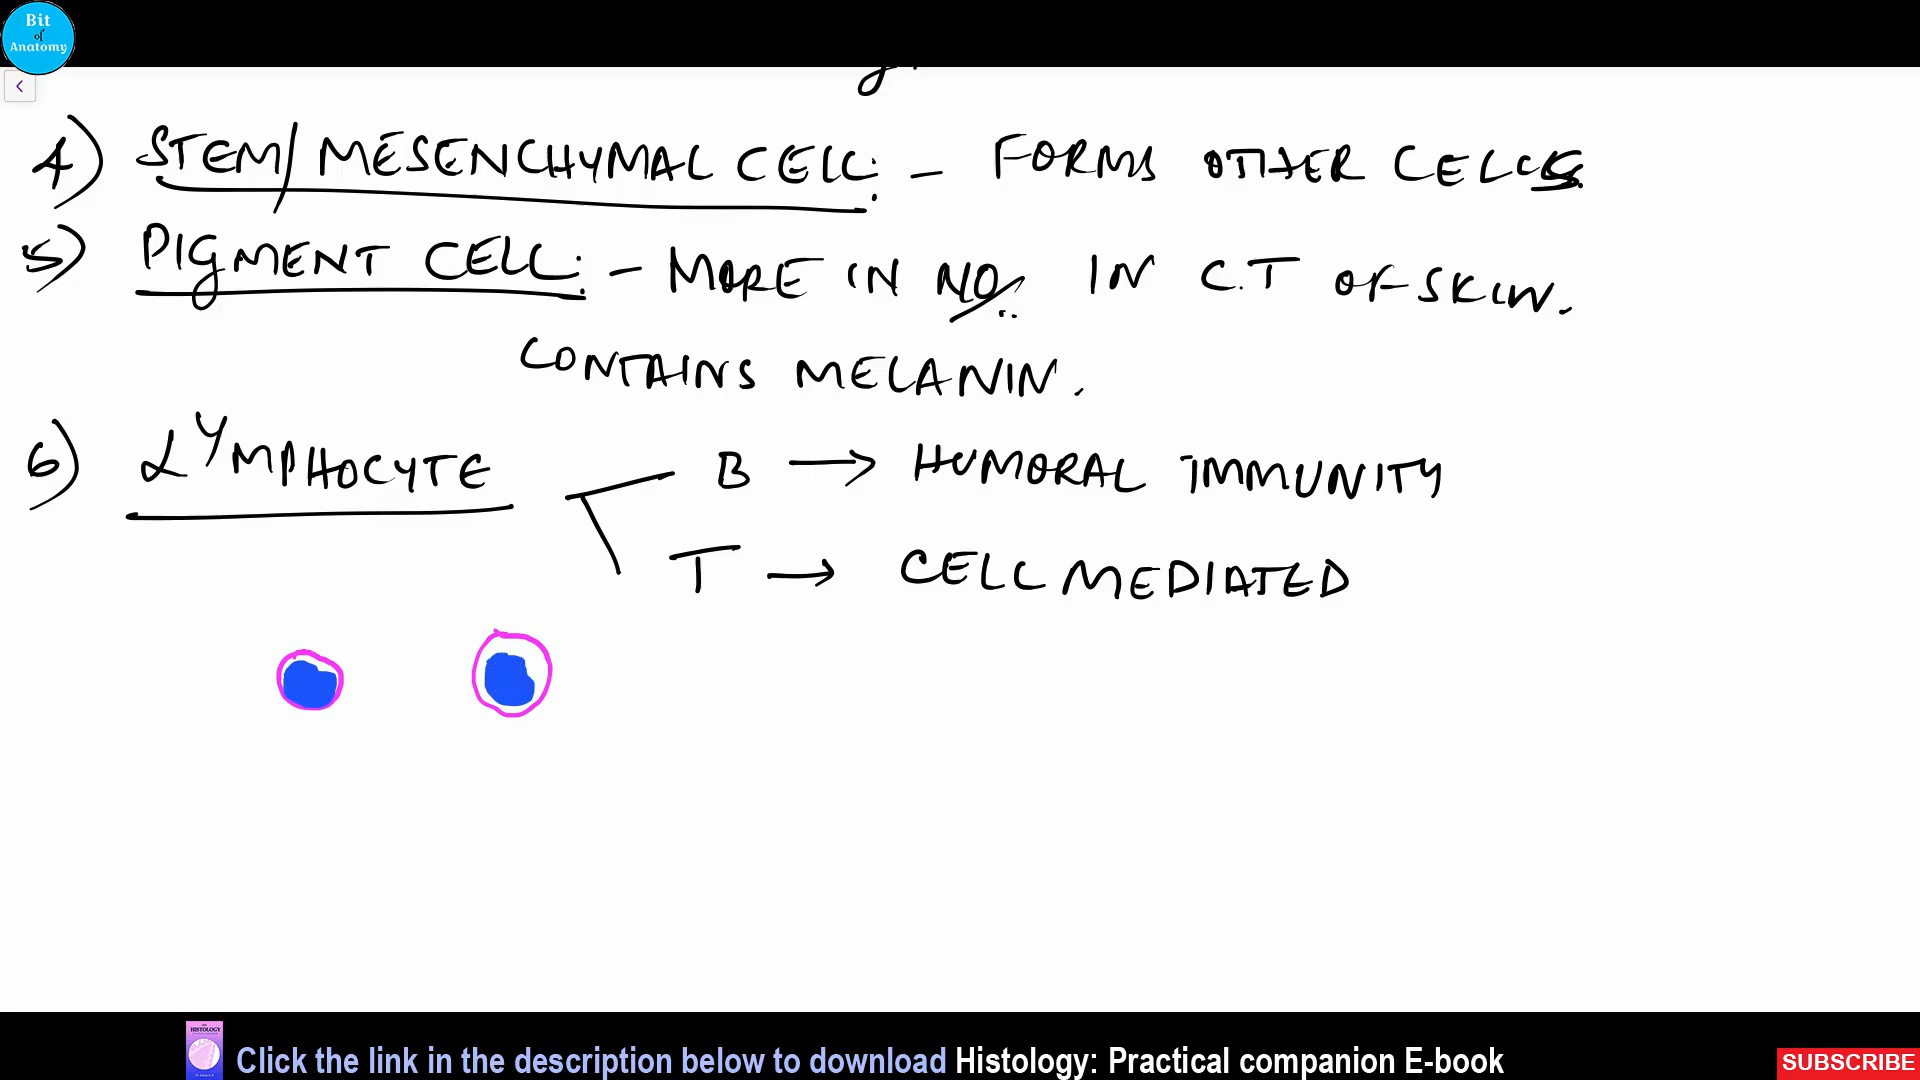 Bit
of
Anatomy
4) STEM/MESENCHYMAL CELL: - FORMS OTHER CELLS.
5) PIGMENT CELL: - MORE IN NO. IN C.T OF SKIN.
CONTAINS MELANIN.
6) LYMPHOCYTE B → HUMORAL IMMUNITY
T → CELL MEDIATED
HISTOLOGY
Click the link in the description below to download Histology: Practical companion E-book
SUBSCRIBE